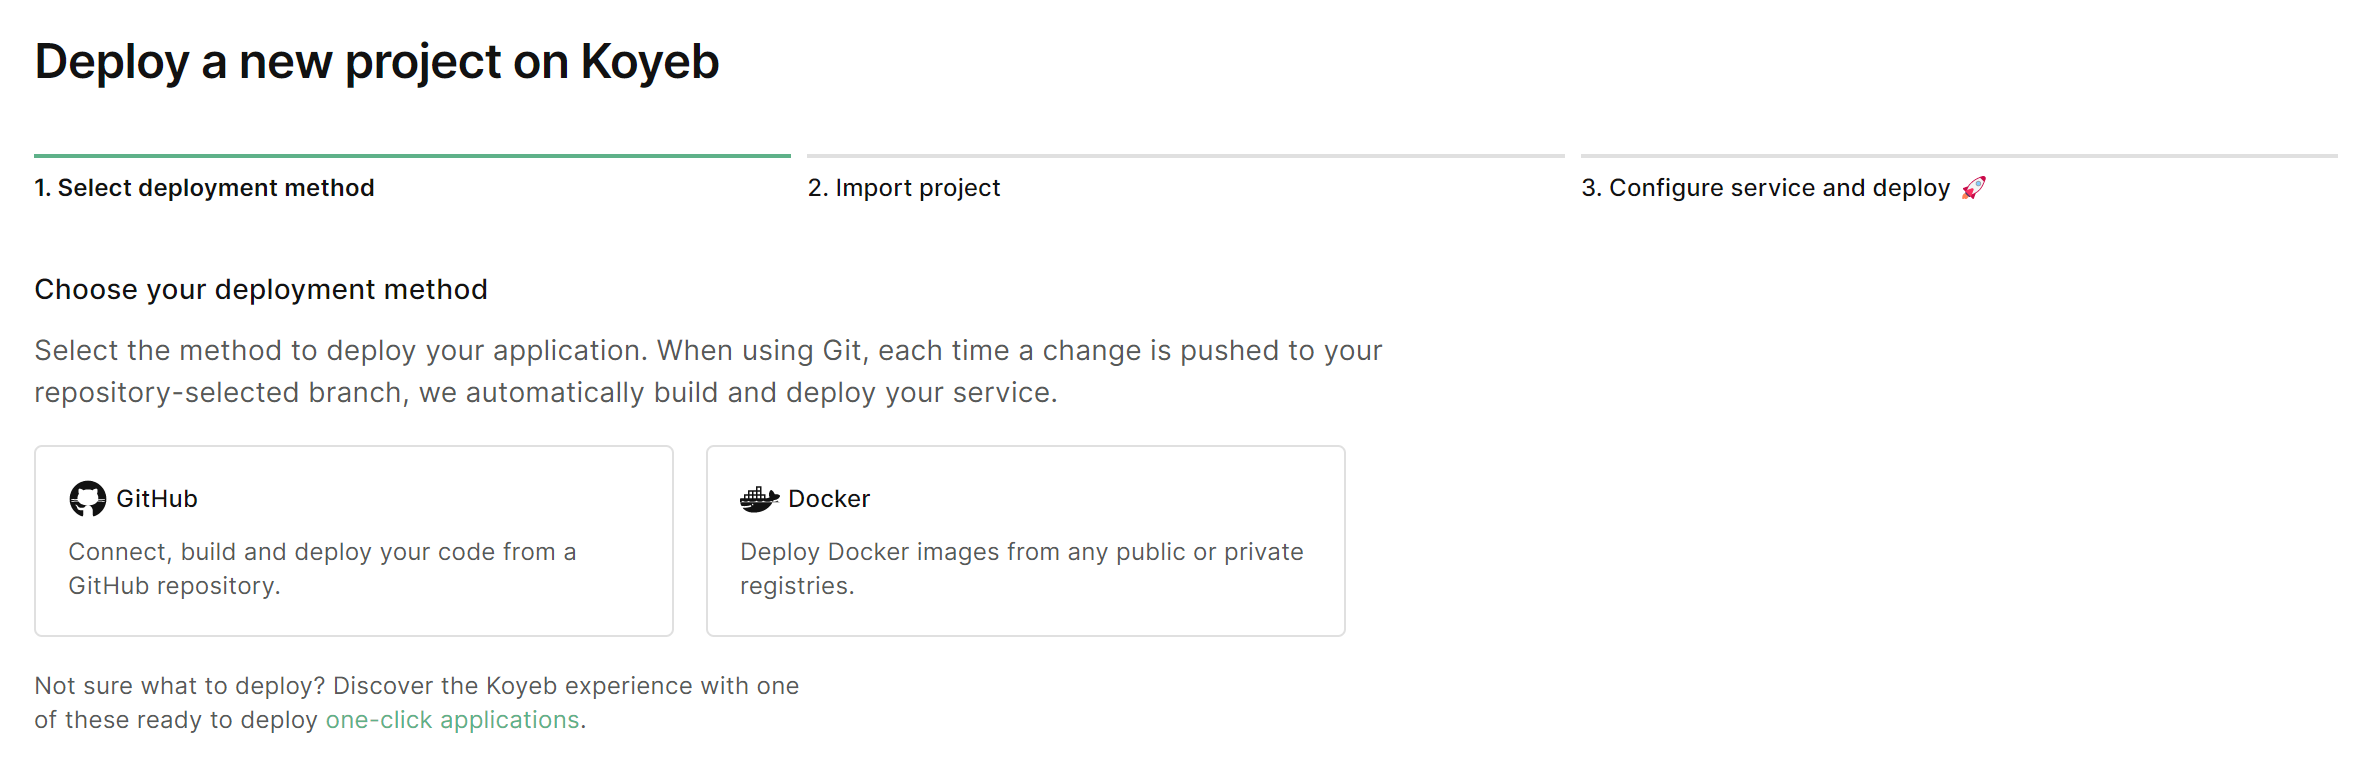 Deploy a new project on Koyeb
1. Select deployment method
2. Import project
3. Configure service and deploy 🚀
Choose your deployment method
Select the method to deploy your application. When using Git, each time a change is pushed to your
repository-selected branch, we automatically build and deploy your service.
GitHub
Connect, build and deploy your code from a
GitHub repository.
Docker
Deploy Docker images from any public or private
registries.
Not sure what to deploy? Discover the Koyeb experience with one
of these ready to deploy one-click applications.